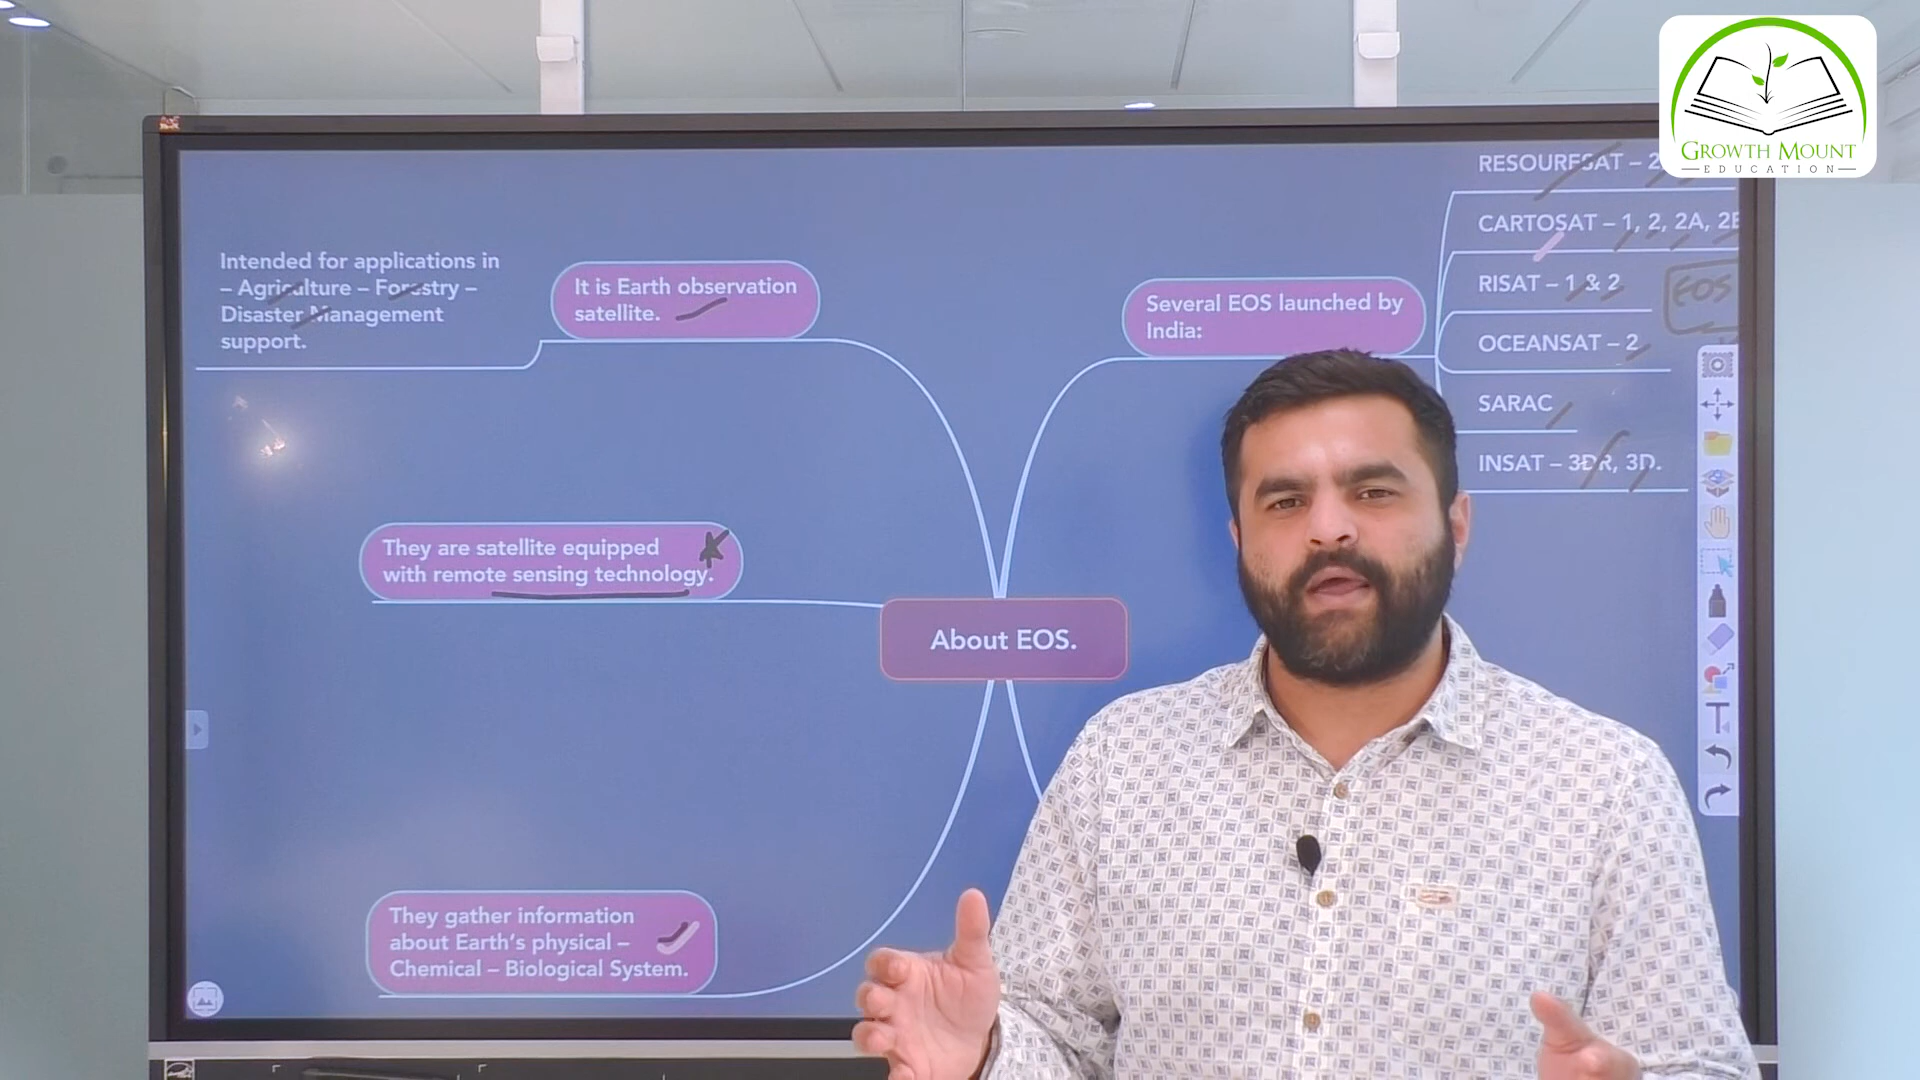 GROWTH MOUNT
EDUCATION
RESOURESAT – 2
CARTOSAT – 1, 2, 2A, 2B
RISAT – 1 & 2
EOS
OCEANSAT – 2
SARAC
INSAT – 3DR, 3D.
Several EOS launched by
India:
It is Earth observation
satellite.
Intended for applications in
– Agriculture – Forestry –
Disaster Management
support.
They are satellite equipped
with remote sensing technology.
About EOS.
They gather information
about Earth's physical –
Chemical – Biological System.